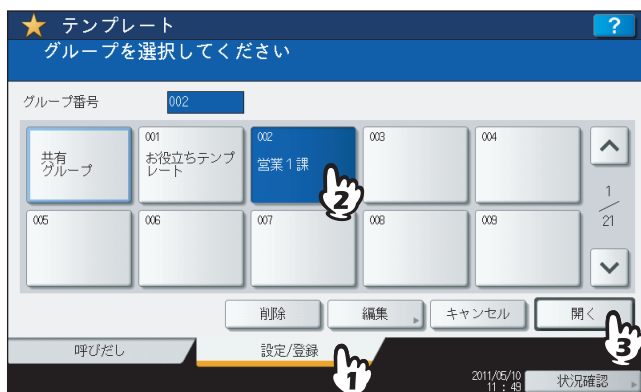 テンプレート
?
グループを選択してください
グループ番号
002
共有
グループ
001
お役立ちテンプ
レート
002
営業1課
003
004
1
21
005
006
007
008
009
削除
編集
キャンセル
開く
呼びだし
設定/登録
1
2
3
2011/05/10
11 : 49
状況確認